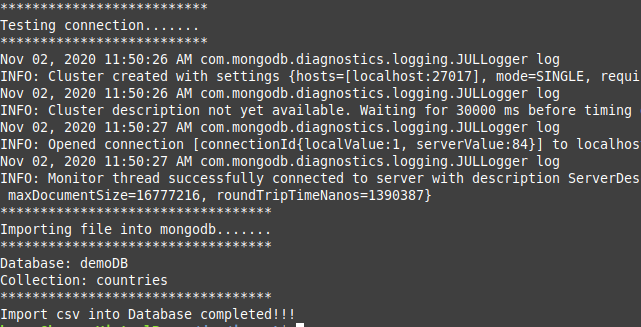 **************************
Testing connection.......
**************************
Nov 02, 2020 11:50:26 AM com.mongodb.diagnostics.logging.JULLogger log
INFO: Cluster created with settings {hosts=[localhost:27017], mode=SINGLE, requi
Nov 02, 2020 11:50:26 AM com.mongodb.diagnostics.logging.JULLogger log
INFO: Cluster description not yet available. Waiting for 30000 ms before timing
Nov 02, 2020 11:50:27 AM com.mongodb.diagnostics.logging.JULLogger log
INFO: Opened connection [connectionId{localValue:1, serverValue:84}] to localhos
Nov 02, 2020 11:50:27 AM com.mongodb.diagnostics.logging.JULLogger log
INFO: Monitor thread successfully connected to server with description ServerDes
maxDocumentSize=16777216, roundTripTimeNanos=1390387}
**********************************
Importing file into mongodb.......
**********************************
Database: demoDB
Collection: countries
**********************************
Import csv into Database completed!!!